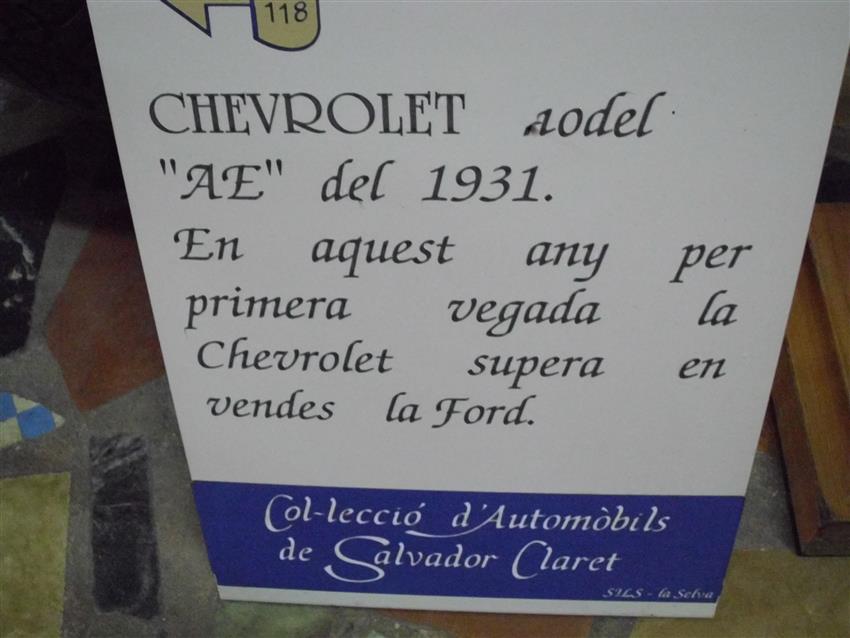 118
CHEVROLET model
"AE" del 1931.
En aquest any per
primera vegada la
Chevrolet supera en
vendes la Ford.
Col-lecció d'Automòbils
de Salvador Claret
SILS - la Selva